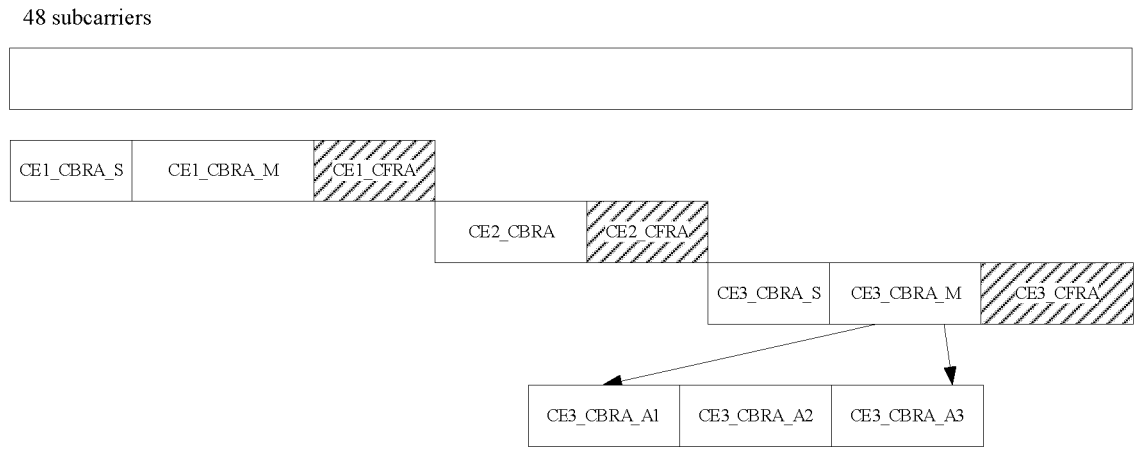 48 subcarriers
CE1_CBRA_S
CE1_CBRA_M
CE1_CFRA
CE2_CBRA
CE2_CFRA
CE3_CBRA_S
CE3_CBRA_M
CE3_CFRA
CE3_CBRA_A1
CE3_CBRA_A2
CE3_CBRA_A3